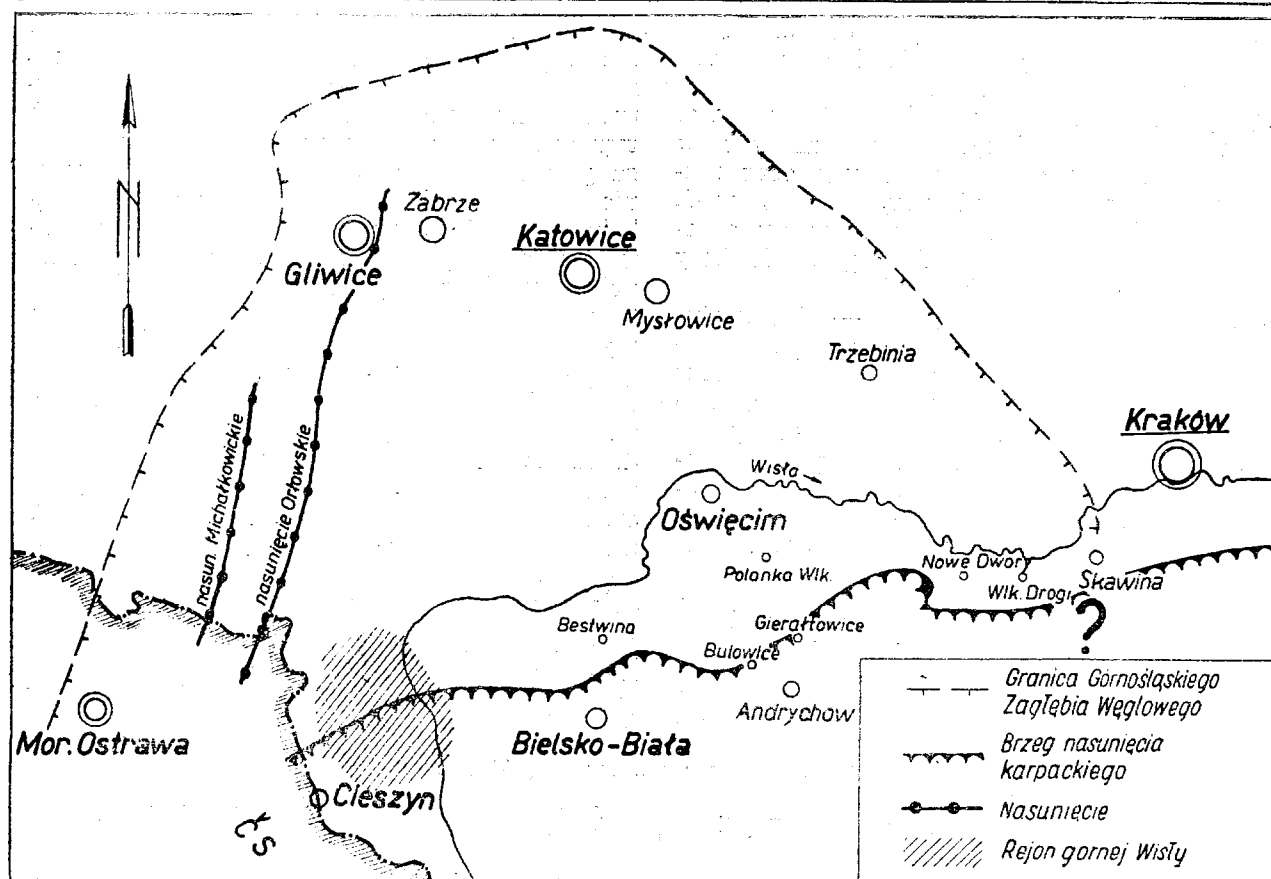 N
Zabrze
Gliwice
Katowice
Mysłowice
Trzebinia
Kraków
nasun. Michałkowickie
nasunięcie Orłowskie
Wisła
Oświęcim
Polanka Wlk.
Nowe Dwory
Wlk. Drogi
Skawina
?
Bestwina
Gierałtowice
Bulowice
Andrychow
Mor. Ostrawa
Bielsko-Biała
Cieszyn
ČS
Granica Górnośląskiego
Zagłębia Węglowego
Brzeg nasunięcia
karpackiego
Nasunięcie
Rejon gornej Wisły